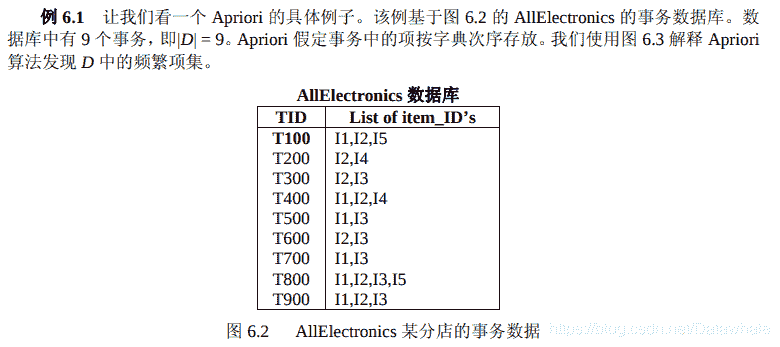 例 6.1 让我们看一个 Apriori 的具体例子。该例基于图 6.2 的 AllElectronics 的事务数据库。数
据库中有 9 个事务，即|D| = 9。Apriori 假定事务中的项按字典次序存放。我们使用图 6.3 解释 Apriori
算法发现 D 中的频繁项集。
AllElectronics 数据库
TID List of item_ID's
T100 I1,I2,I5
T200 I2,I4
T300 I2,I3
T400 I1,I2,I4
T500 I1,I3
T600 I2,I3
T700 I1,I3
T800 I1,I2,I3,I5
T900 I1,I2,I3
图 6.2 AllElectronics 某分店的事务数据
https://blog.csdn.net/Datawhale